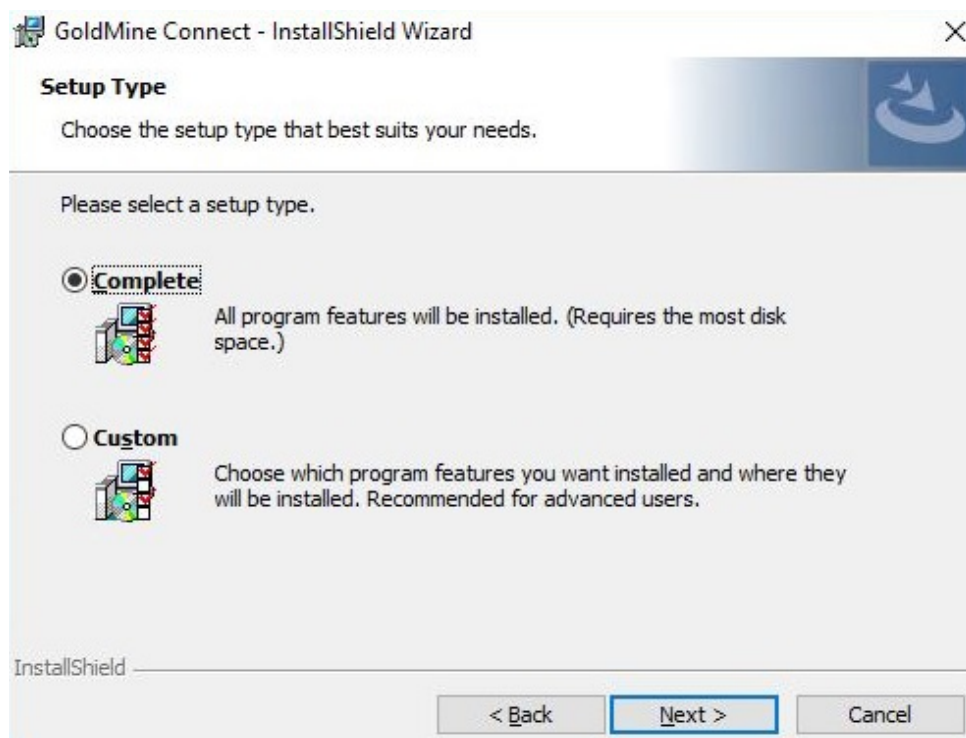 GoldMine Connect - InstallShield Wizard
Setup Type
Choose the setup type that best suits your needs.
Please select a setup type.
Complete
All program features will be installed. (Requires the most disk
space.)
Custom
Choose which program features you want installed and where they
will be installed. Recommended for advanced users.
InstallShield
< Back
Next >
Cancel